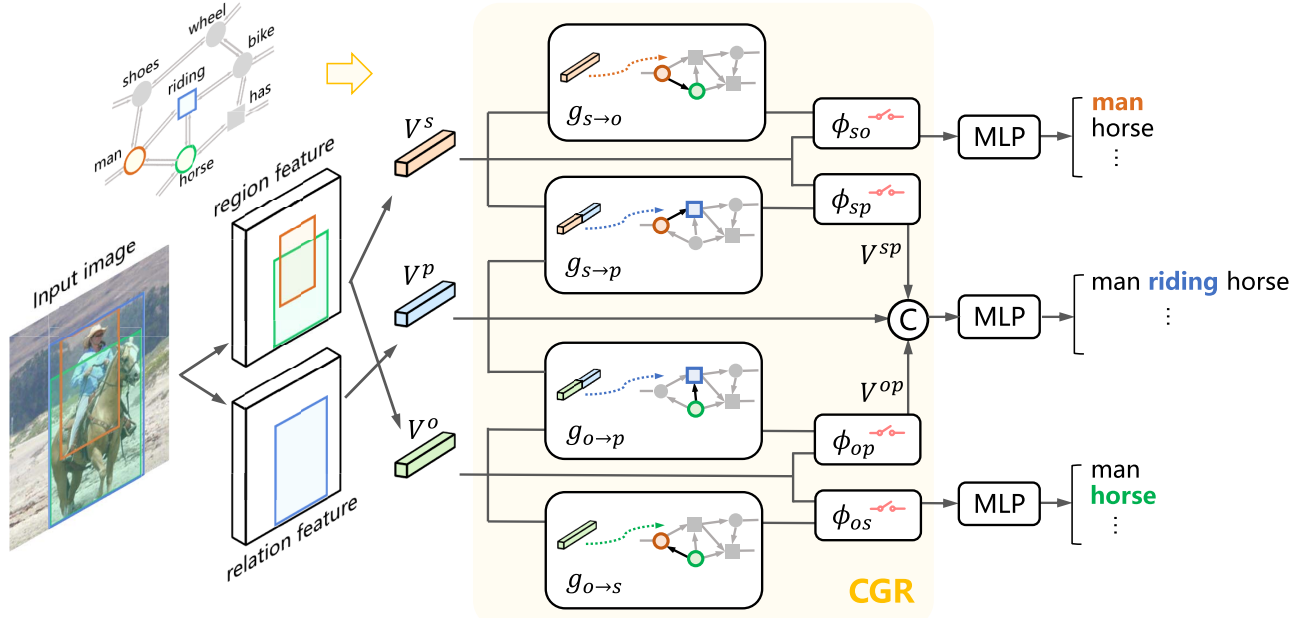 wheel
bike
shoes
riding
has
man
horse
region feature
Input image
relation feature
V^s
V^p
V^o
g_{s→o}
g_{s→p}
g_{o→p}
g_{o→s}
ϕ_{so}
ϕ_{sp}
V^{sp}
C
V^{op}
ϕ_{op}
ϕ_{os}
CGR
MLP
man
horse
⋮
MLP
man riding horse
⋮
MLP
man
horse
⋮